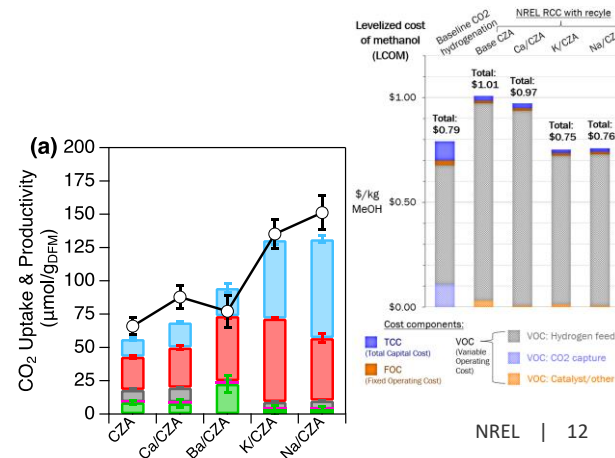 (a)
CO2 Uptake & Productivity
(μmol/gDFM)
200
175
150
125
100
75
50
25
0
CZA
Ca/CZA
Ba/CZA
K/CZA
Na/CZA
Levelized cost
of methanol
(LCOM)
Baseline CO2
hydrogenation
NREL RCC with recyle
Base CZA
Ca/CZA
K/CZA
Na/CZA
Total:
$0.79
Total:
$1.01
Total:
$0.97
Total:
$0.75
Total:
$0.76
$1.00
$0.50
$0.00
$/kg
MeOH
Cost components:
TCC
(Total Capital Cost)
FOC
(Fixed Operating Cost)
VOC
(Variable
Operating
Cost)
VOC: Hydrogen feed
VOC: CO2 capture
VOC: Catalyst/other
NREL | 12